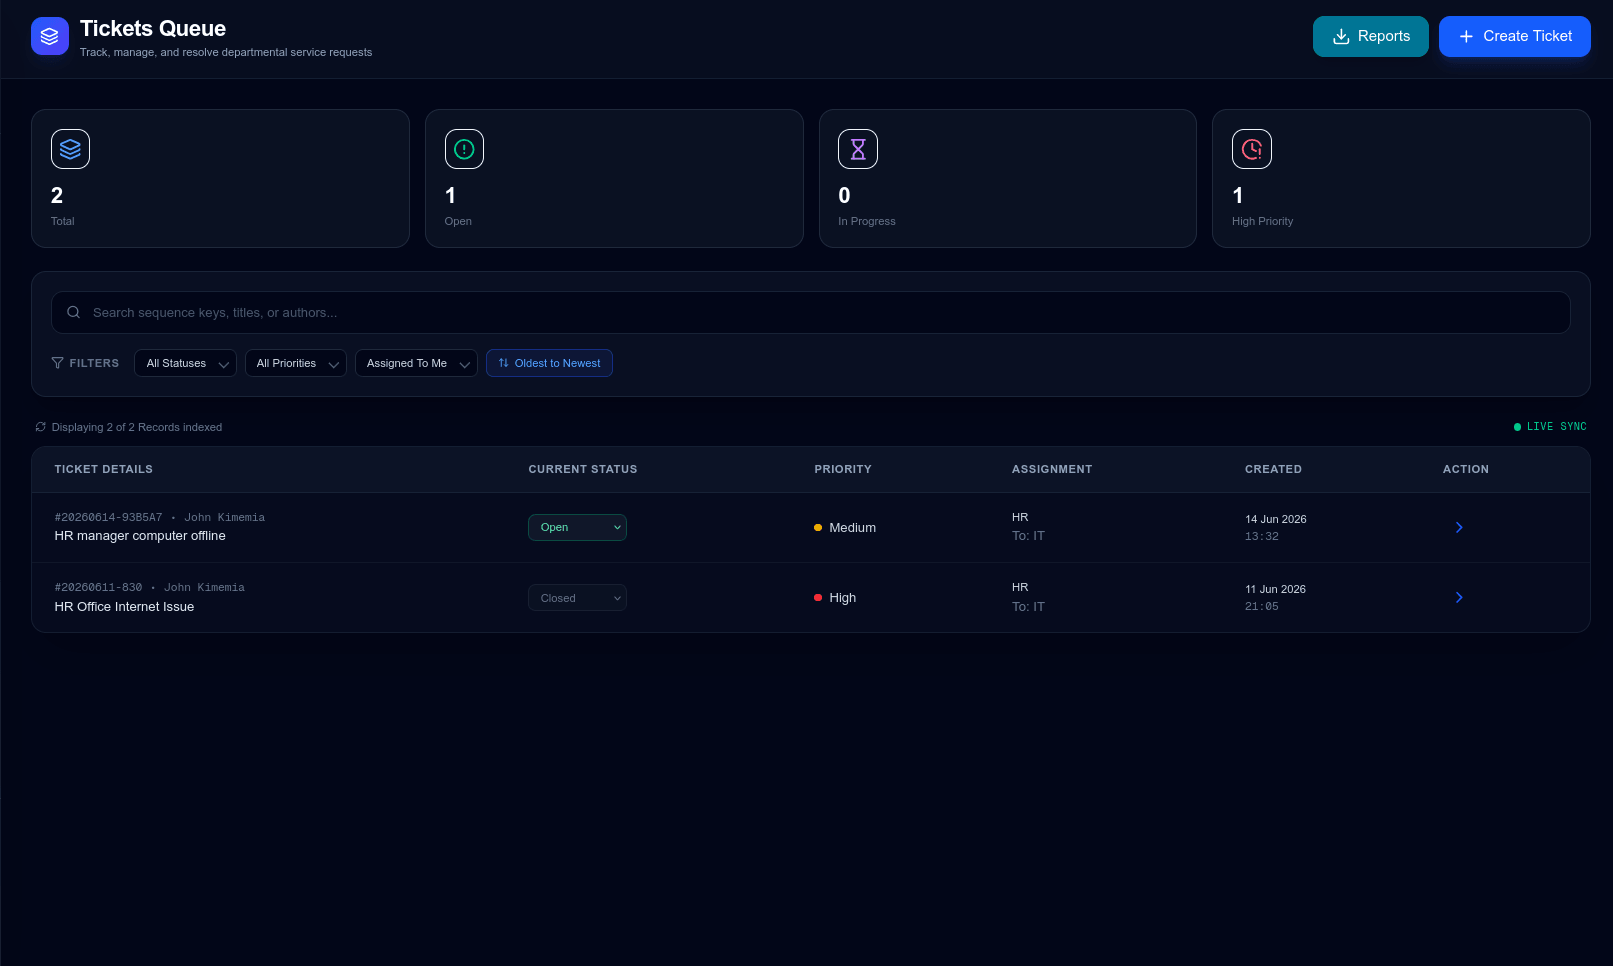 Tickets Queue
Track, manage, and resolve departmental service requests
Reports
Create Ticket
2
Total
1
Open
0
In Progress
1
High Priority
Search sequence keys, titles, or authors...
FILTERS
All Statuses
All Priorities
Assigned To Me
Oldest to Newest
Displaying 2 of 2 Records indexed
LIVE SYNC
TICKET DETAILS CURRENT STATUS PRIORITY ASSIGNMENT CREATED ACTION
#20260614-93B5A7 • John Kimemia
HR manager computer offline
Open
Medium
HR
To: IT
14 Jun 2026
13:32
#20260611-830 • John Kimemia
HR Office Internet Issue
Closed
High
HR
To: IT
11 Jun 2026
21:05